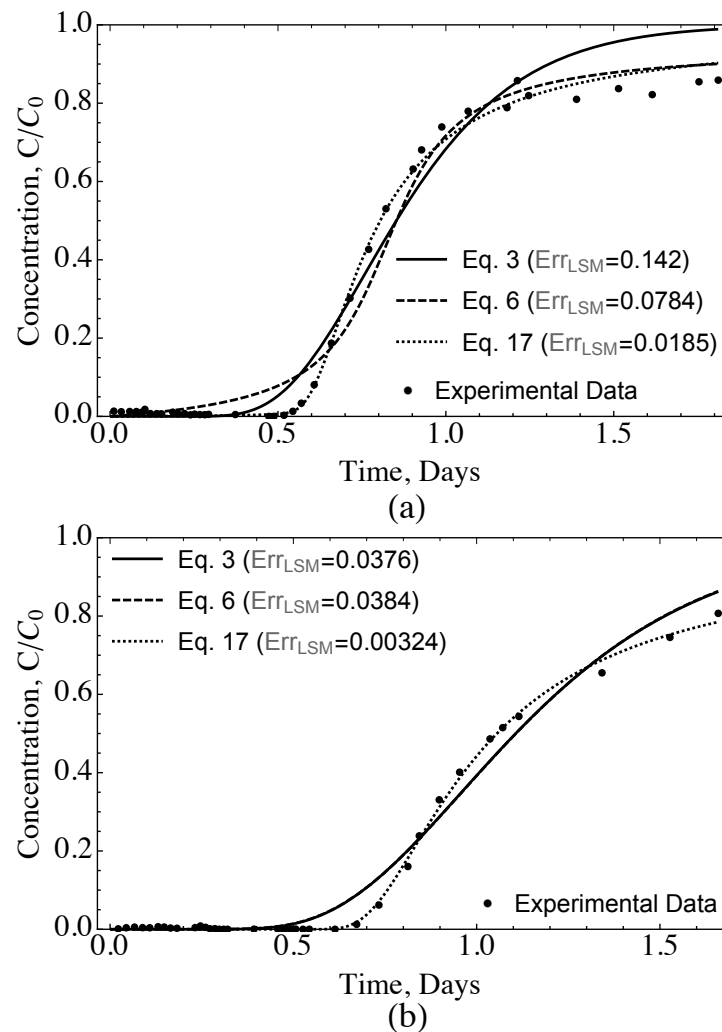 1.0
0.8
0.6
0.4
0.2
0.0
Concentration, C/C0
Eq. 3 (ErrLSM=0.142)
Eq. 6 (ErrLSM=0.0784)
Eq. 17 (ErrLSM=0.0185)
Experimental Data
0.0 0.5 1.0 1.5
Time, Days
(a)
1.0
0.8
0.6
0.4
0.2
0.0
Concentration, C/C0
Eq. 3 (ErrLSM=0.0376)
Eq. 6 (ErrLSM=0.0384)
Eq. 17 (ErrLSM=0.00324)
Experimental Data
0.0 0.5 1.0 1.5
Time, Days
(b)